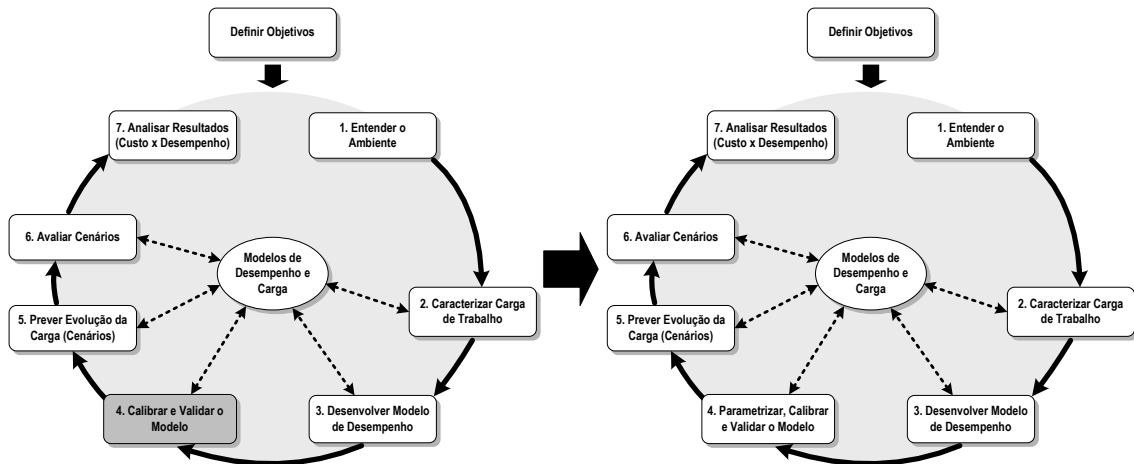 Definir Objetivos
7. Analisar Resultados
(Custo x Desempenho)
1. Entender o
Ambiente
6. Avaliar Cenários
Modelos de
Desempenho e
Carga
5. Prever Evolução da
Carga (Cenários)
2. Caracterizar Carga
de Trabalho
4. Calibrar e Validar o
Modelo
3. Desenvolver Modelo
de Desempenho
Definir Objetivos
7. Analisar Resultados
(Custo x Desempenho)
1. Entender o
Ambiente
6. Avaliar Cenários
Modelos de
Desempenho e
Carga
5. Prever Evolução da
Carga (Cenários)
2. Caracterizar Carga
de Trabalho
4. Parametrizar, Calibrar
e Validar o Modelo
3. Desenvolver Modelo
de Desempenho